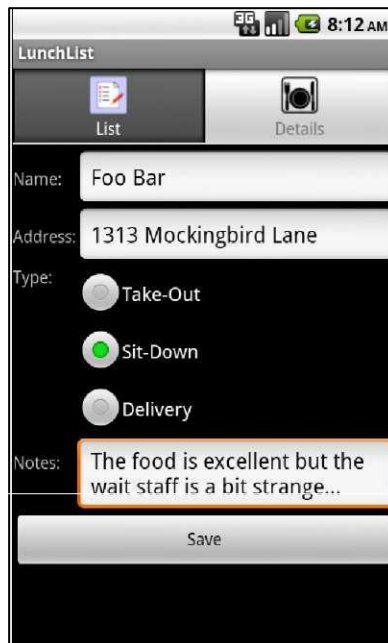 8:12 AM
LunchList
List
Details
Name: Foo Bar
Address: 1313 Mockingbird Lane
Type:
Take-Out
Sit-Down
Delivery
Notes: The food is excellent but the
wait staff is a bit strange...
Save